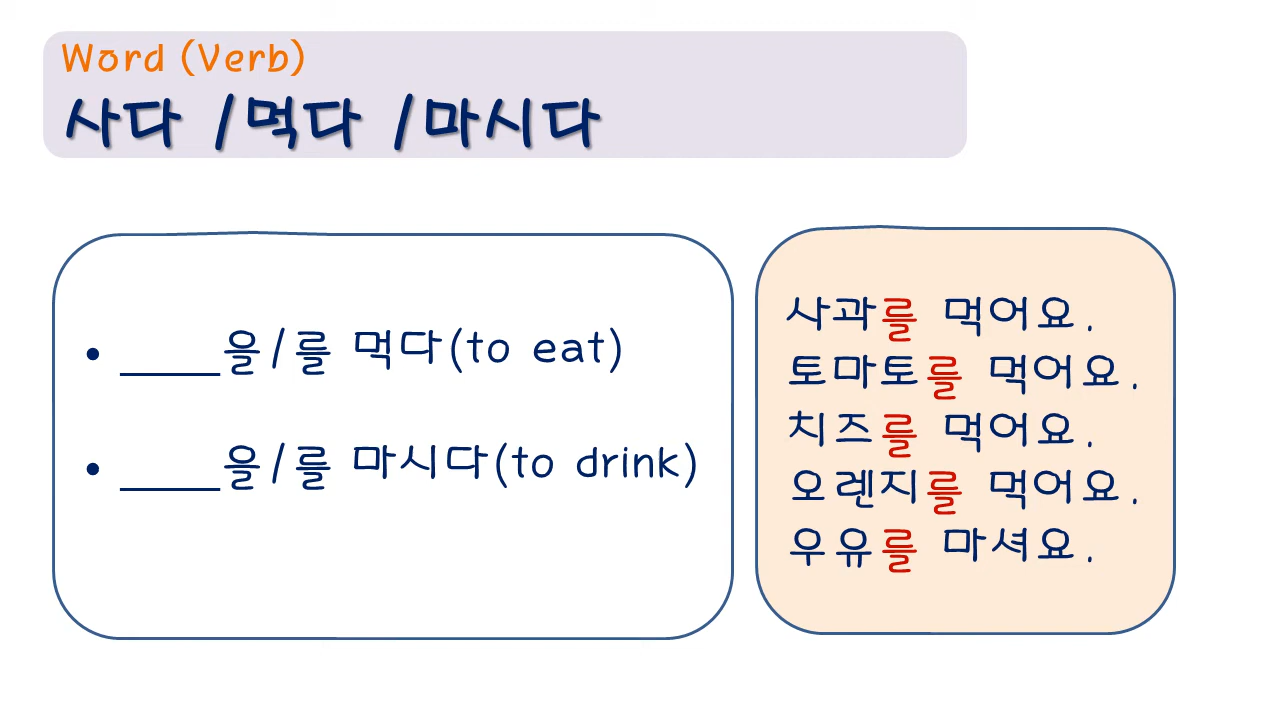 Word (Verb)
사다 /먹다 /마시다
• ____을/를 먹다(to eat)
• ____을/를 마시다(to drink)
사과를 먹어요.
토마토를 먹어요.
치즈를 먹어요.
오렌지를 먹어요.
우유를 마셔요.